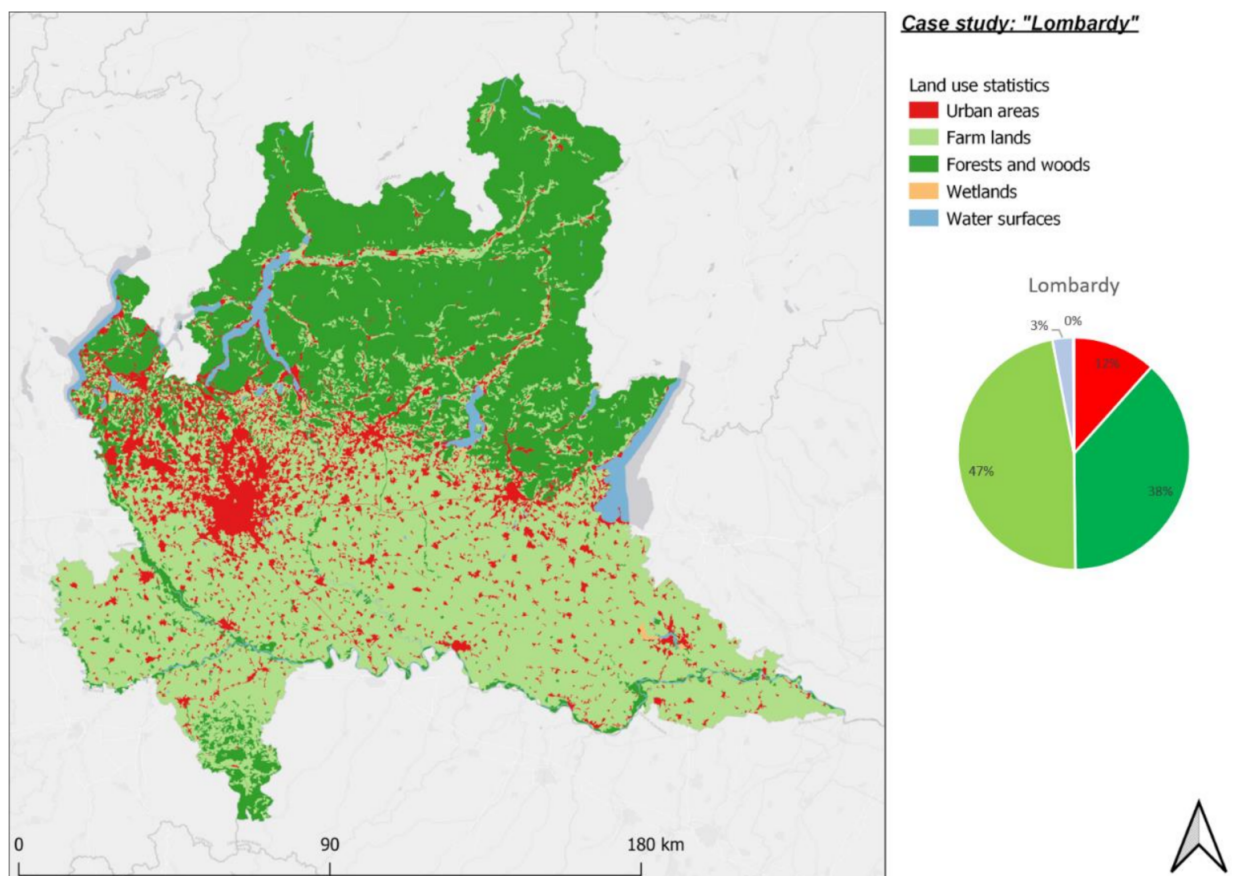 Case study: "Lombardy"
Land use statistics
Urban areas
Farm lands
Forests and woods
Wetlands
Water surfaces
Lombardy
3%
0%
12%
47%
38%
0
90
180 km